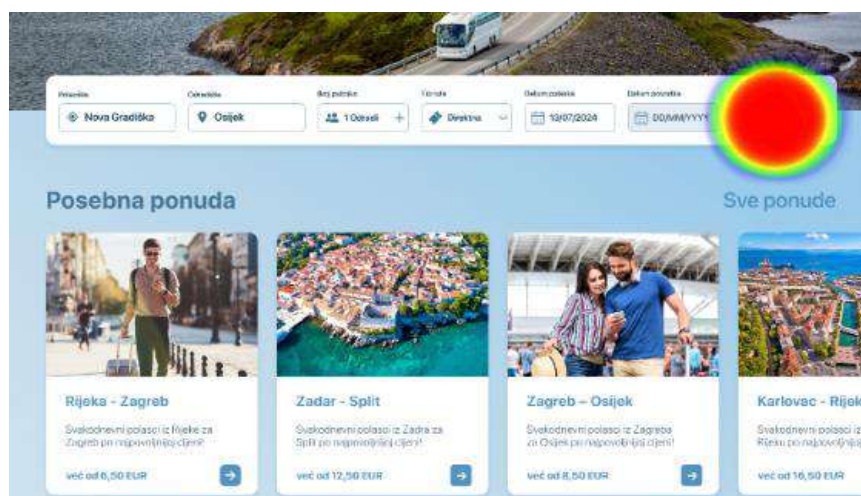 Polazište
Odredište
Broj putnika
Datum polaska
Datum povratka
Nova Gradiška
Osijek
1 Odrasli +
Direktna
13/07/2024
DD/MM/YYYY
Posebna ponuda
Sve ponude
Rijeka - Zagreb
Zadar - Split
Zagreb – Osijek
Karlovac - Rijek
Svakodnevni polasci iz Rijeke za
Zagreb po najpovoljnijoj cijeni!
Svakodnevni polasci iz Zadra za
Split po najpovoljnijoj cijeni!
Svakodnevni polasci iz Zagreba
za Osijek po najpovoljnijoj cijeni!
Svakodnevni polasci iz
Rijeku po najpovoljnijo
već od 6,50 EUR
već od 12,50 EUR
već od 8,50 EUR
već od 16,50 EUR